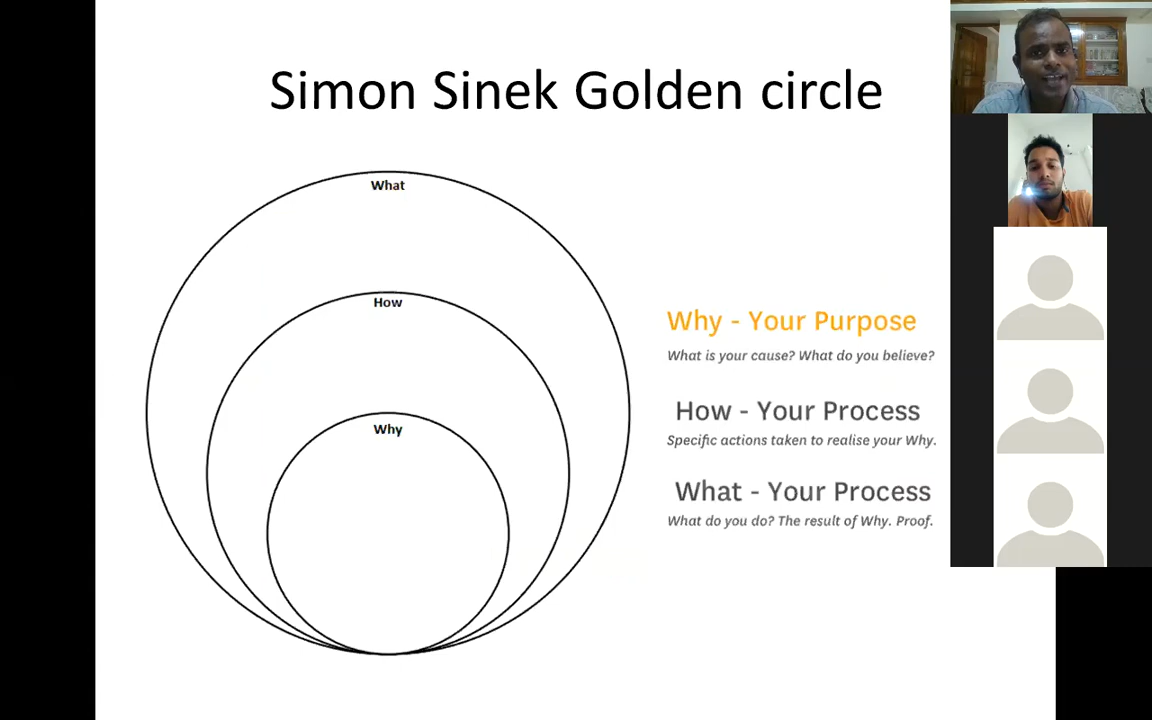 Simon Sinek Golden circle
What
How
Why
Why - Your Purpose
What is your cause? What do you believe?
How - Your Process
Specific actions taken to realise your Why.
What - Your Process
What do you do? The result of Why. Proof.